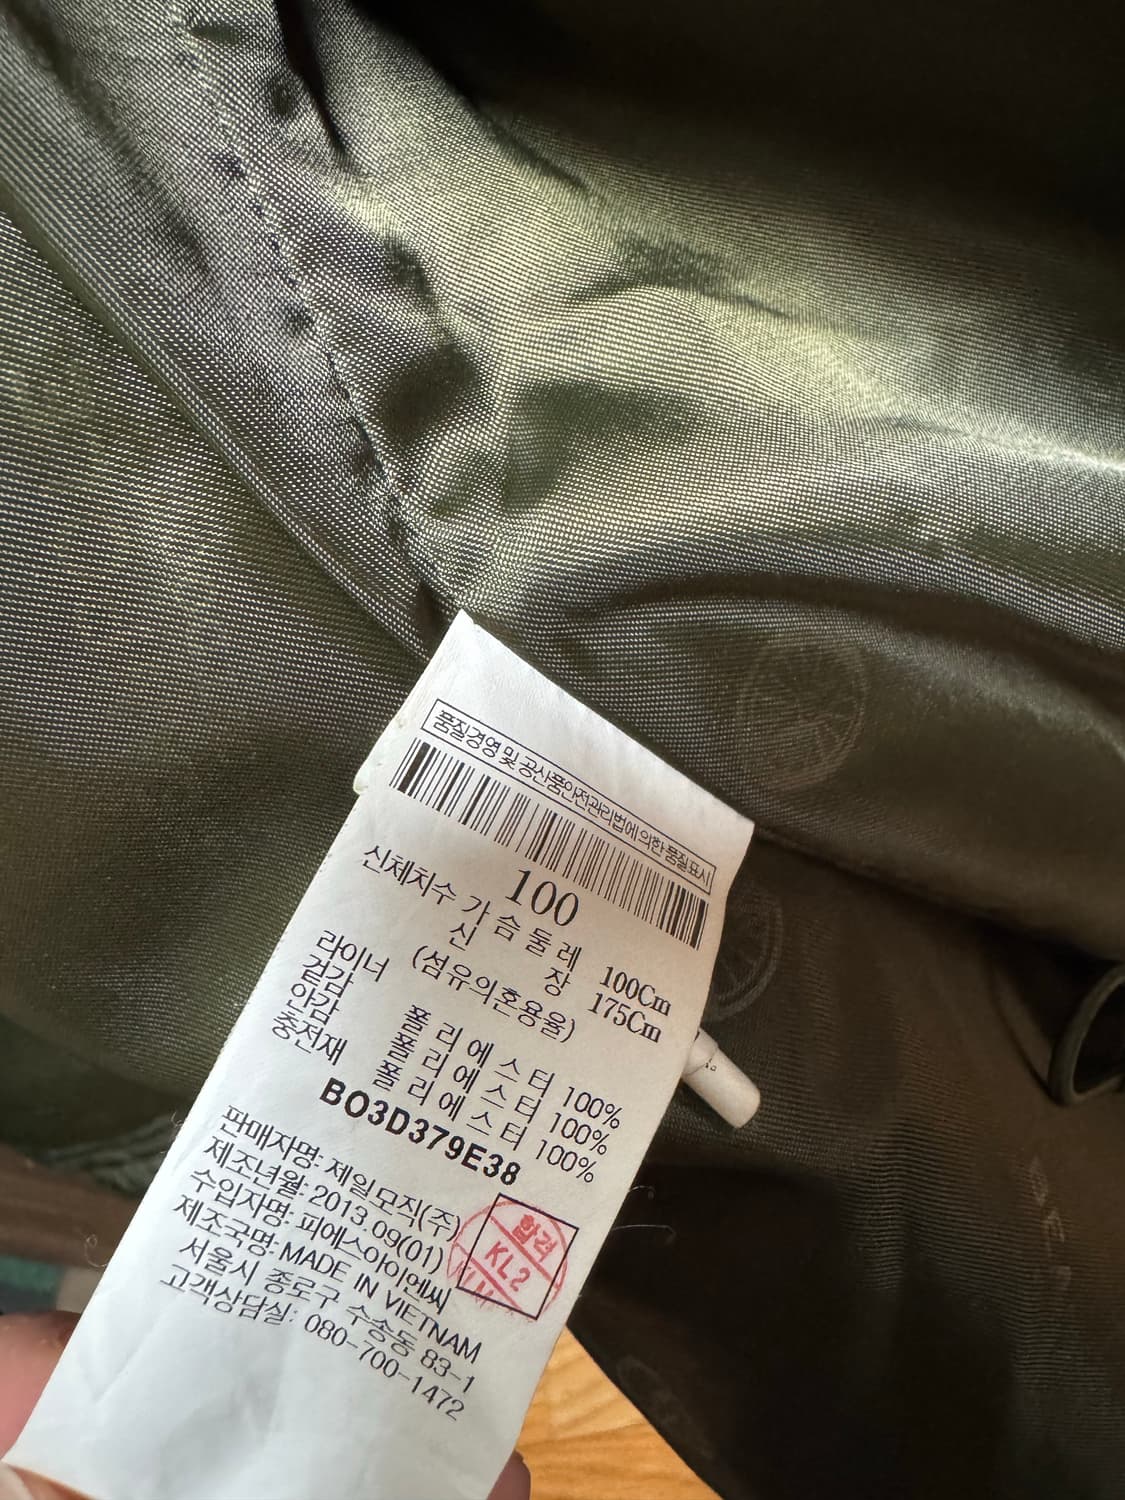 품질경영 및 공산품안전관리법에 의한 품질표시
100
신체치수 가 슴 둘 레 100Cm
신 장 175Cm
(섬유의혼용율)
라이너
겉감 폴 리 에 스 터 100%
안감 폴 리 에 스 터 100%
충전재 폴 리 에 스 터 100%
BO3D379E38
판매자명: 제일모직(주)
제조년월: 2013.09(01)
수입자명: 피에스아이엔씨
제조국명: MADE IN VIETNAM
서울시 종로구 수송동 83-1
고객상담실: 080-700-1472
합격
KL2